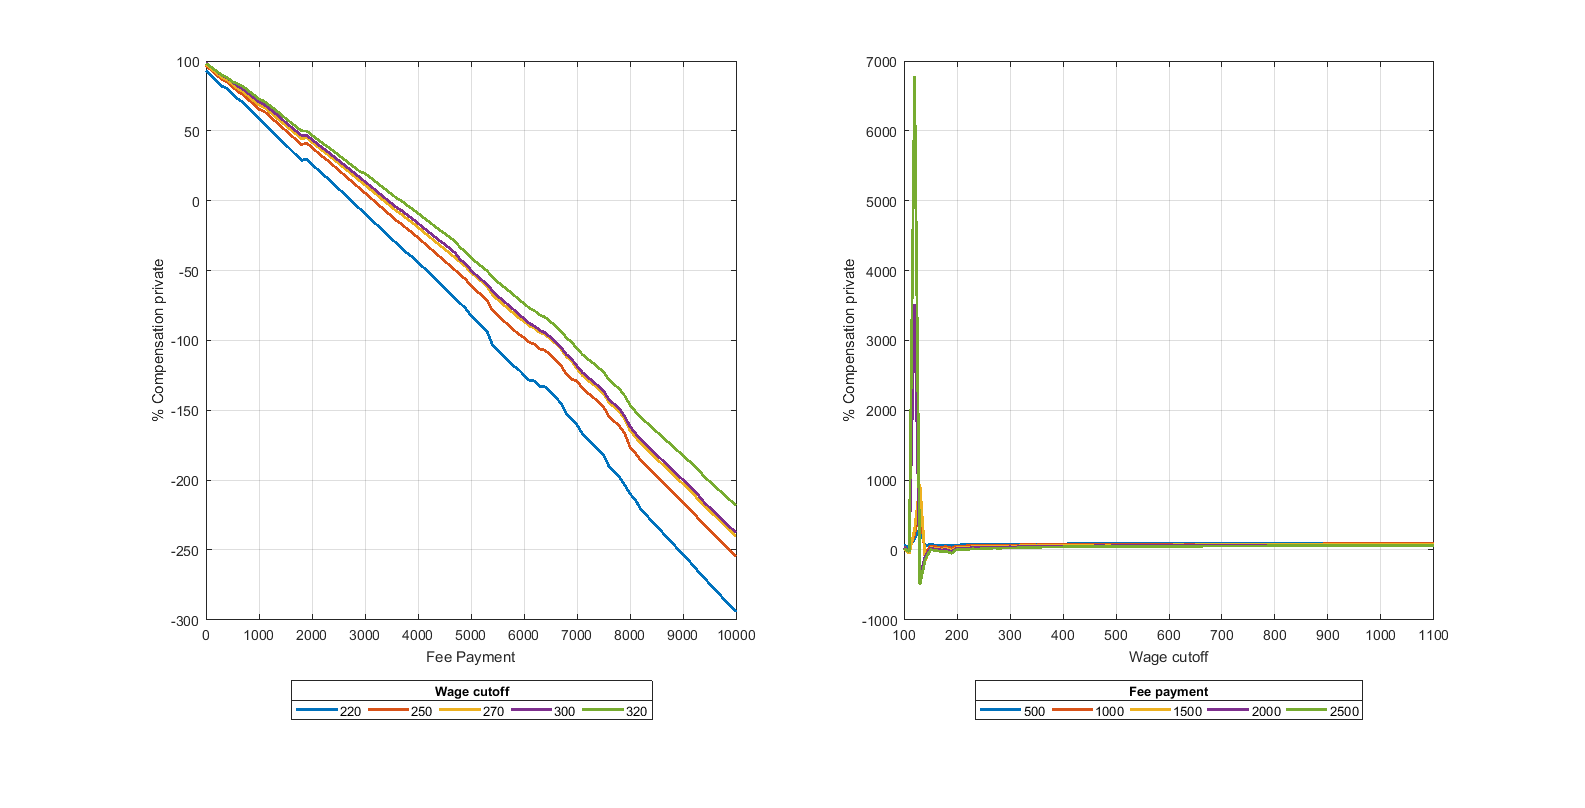 100
50
0
-50
-100
-150
-200
-250
-300
% Compensation private
0 1000 2000 3000 4000 5000 6000 7000 8000 9000 10000
Fee Payment
Wage cutoff
220 250 270 300 320
7000
6000
5000
4000
3000
2000
1000
0
-1000
% Compensation private
100 200 300 400 500 600 700 800 900 1000 1100
Wage cutoff
Fee payment
500 1000 1500 2000 2500